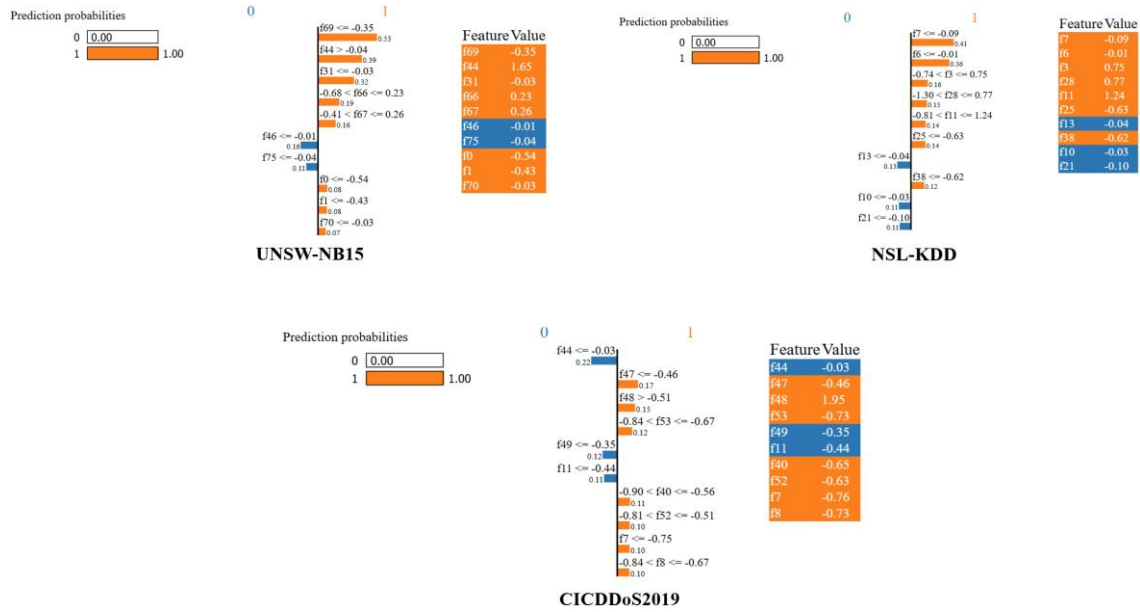 Prediction probabilities
0 0.00
1 1.00
0 1
f69 <= -0.35
0.53
f44 > -0.04
0.39
f31 <= -0.03
0.32
-0.68 < f66 <= 0.23
0.19
-0.41 < f67 <= 0.26
0.16
f46 <= -0.01
0.16
f75 <= -0.04
0.11
f0 <= -0.54
0.08
f1 <= -0.43
0.08
f70 <= -0.03
0.07
Feature Value
f69 -0.35
f44 1.65
f31 -0.03
f66 0.23
f67 0.26
f46 -0.01
f75 -0.04
f0 -0.54
f1 -0.43
f70 -0.03
UNSW-NB15
Prediction probabilities
0 0.00
1 1.00
0 1
f7 <= -0.09
0.41
f6 <= -0.01
0.36
-0.74 < f3 <= 0.75
0.16
-1.30 < f28 <= 0.77
0.15
-0.81 < f11 <= 1.24
0.14
f25 <= -0.63
0.14
f13 <= -0.04
0.13
f38 <= -0.62
0.12
f10 <= -0.03
0.11
f21 <= -0.10
0.11
Feature Value
f7 -0.09
f6 -0.01
f3 0.75
f28 0.77
f11 1.24
f25 -0.63
f13 -0.04
f38 -0.62
f10 -0.03
f21 -0.10
NSL-KDD
Prediction probabilities
0 0.00
1 1.00
0 1
f44 <= -0.03
0.22
f47 <= -0.46
0.17
f48 > -0.51
0.15
-0.84 < f53 <= -0.67
0.12
f49 <= -0.35
0.12
f11 <= -0.44
0.11
-0.90 < f40 <= -0.56
0.11
-0.81 < f52 <= -0.51
0.10
f7 <= -0.75
0.10
-0.84 < f8 <= -0.67
0.10
Feature Value
f44 -0.03
f47 -0.46
f48 1.95
f53 -0.73
f49 -0.35
f11 -0.44
f40 -0.65
f52 -0.63
f7 -0.76
f8 -0.73
CICDDoS2019